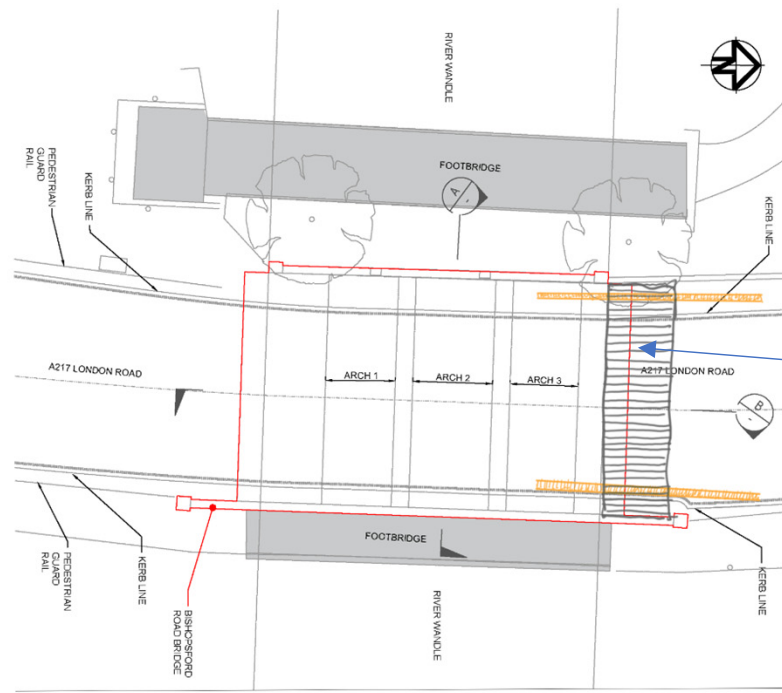 RIVER WANDLE
N
FOOTBRIDGE
A
-
PEDESTRIAN
GUARD
RAIL
KERB LINE
KERB LINE
A217 LONDON ROAD
ARCH 1
ARCH 2
ARCH 3
A217 LONDON ROAD
B
-
PEDESTRIAN
GUARD
RAIL
KERB LINE
BISHOPSFORD
ROAD BRIDGE
FOOTBRIDGE
RIVER WANDLE
KERB LINE